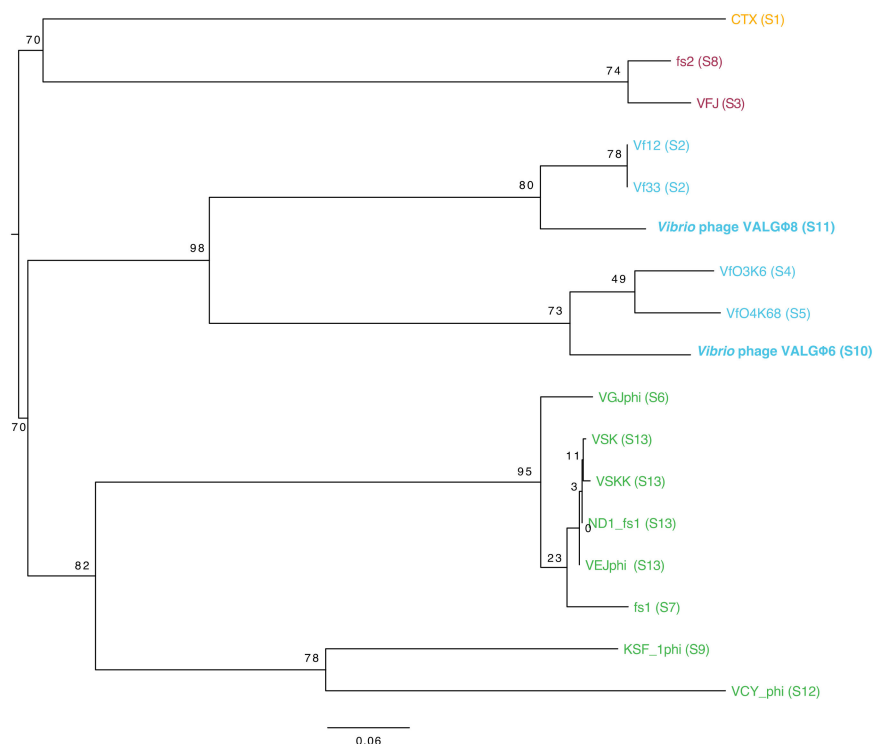 CTX (S1)
70
fs2 (S8)
74
VFJ (S3)
Vf12 (S2)
78
80
Vf33 (S2)
Vibrio phage VALGΦ8 (S11)
98
VfO3K6 (S4)
49
73
VfO4K68 (S5)
Vibrio phage VALGΦ6 (S10)
VGJphi (S6)
70
VSK (S13)
11
95
VSKK (S13)
3
ND1_fs1 (S13)
0
23
82
VEJphi (S13)
fs1 (S7)
KSF_1phi (S9)
78
VCY_phi (S12)
0.06